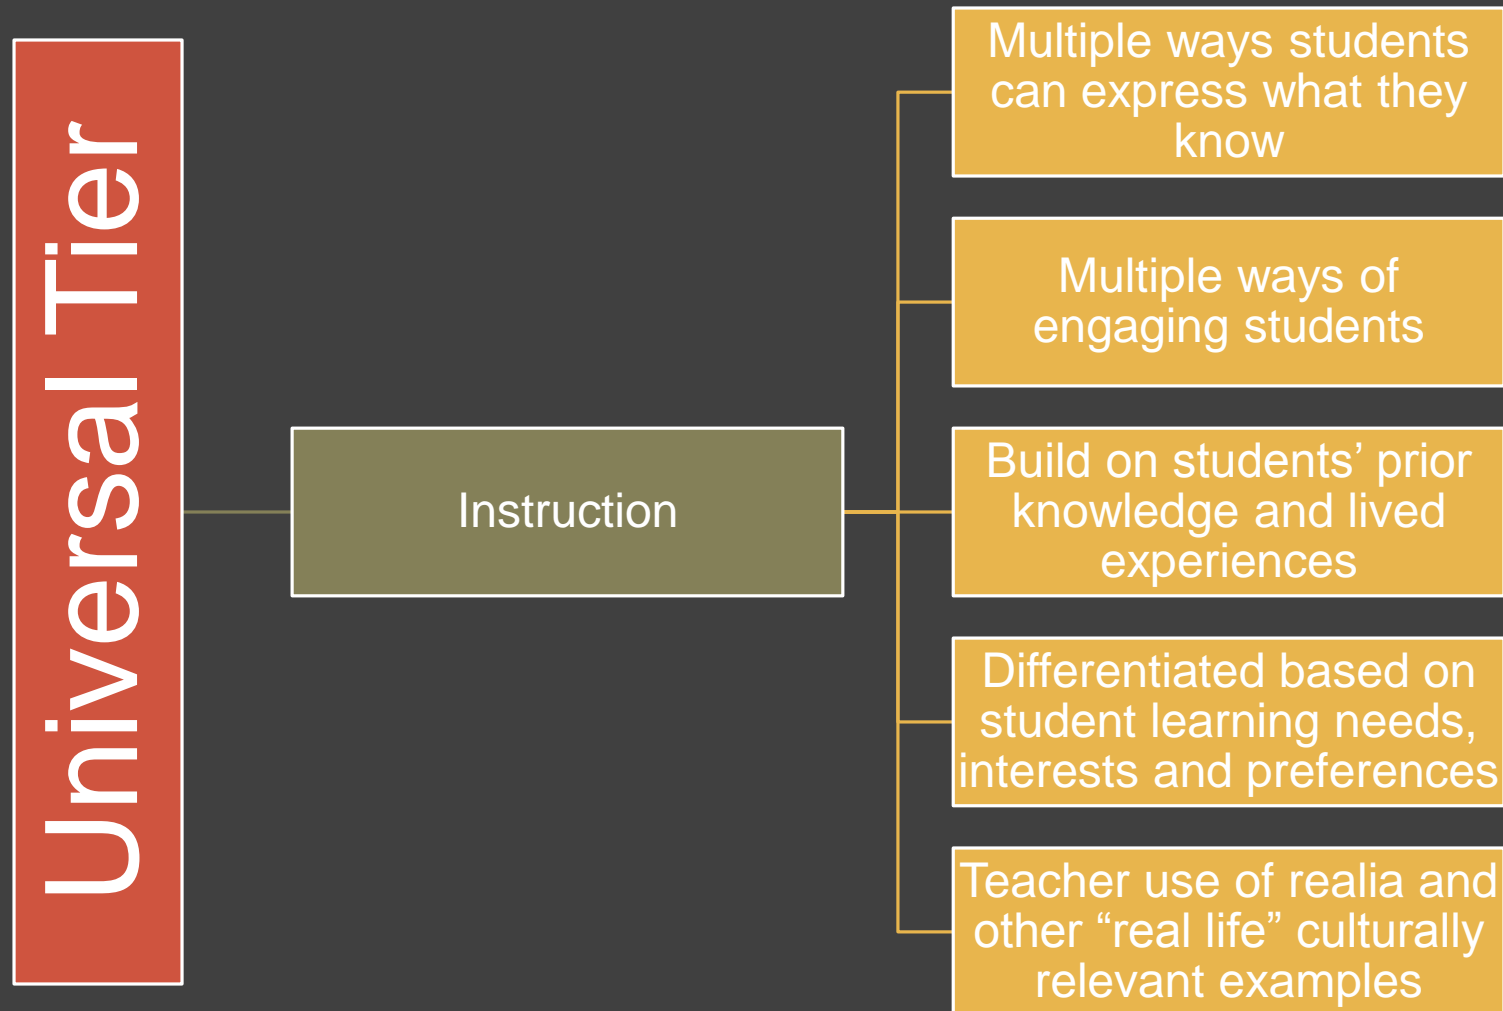 Universal Tier
Instruction
Multiple ways students
can express what they
know
Multiple ways of
engaging students
Build on students’ prior
knowledge and lived
experiences
Differentiated based on
student learning needs,
interests and preferences
Teacher use of realia and
other “real life” culturally
relevant examples